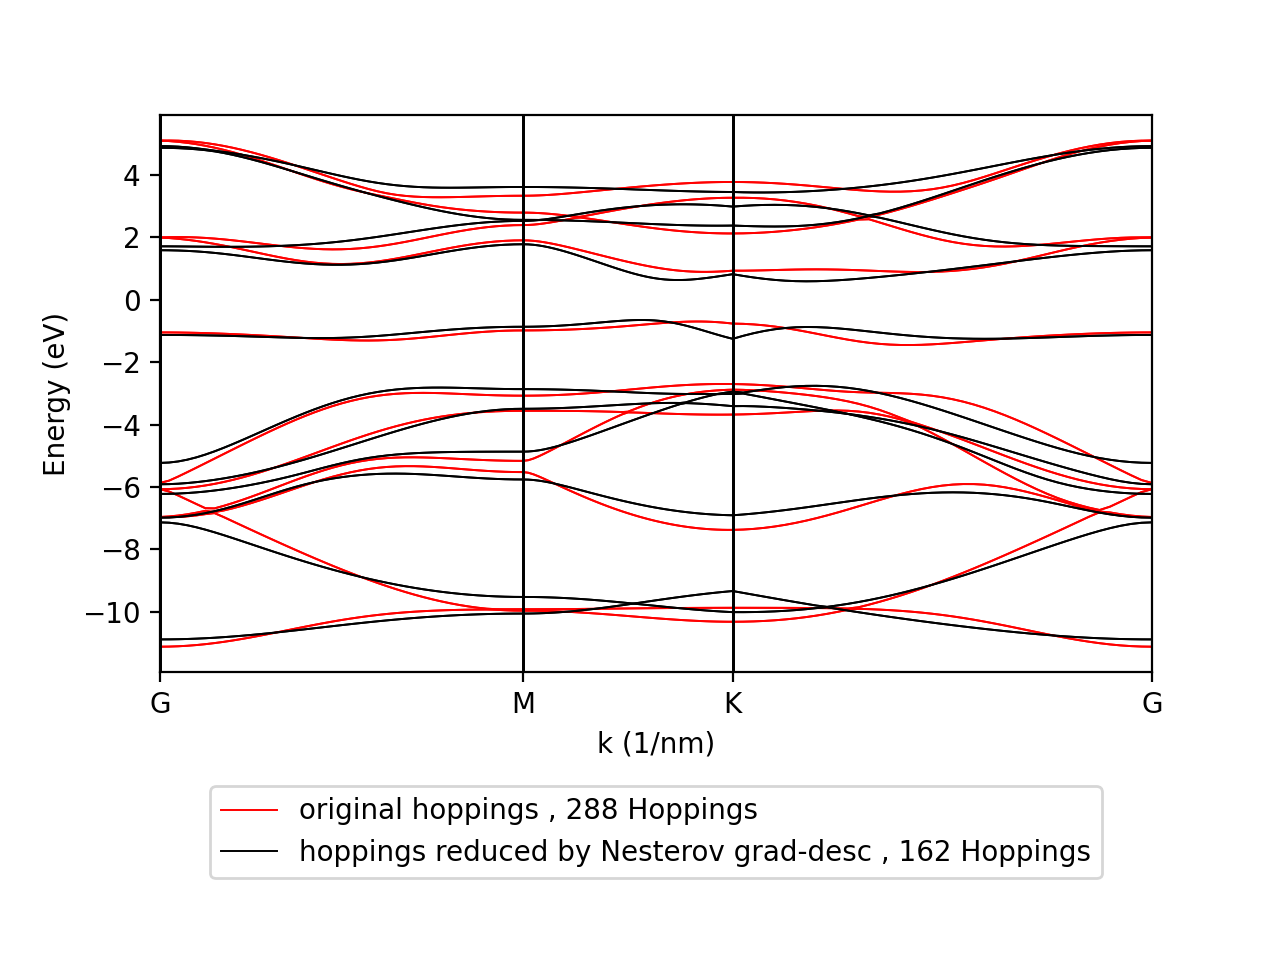 4
2
0
−2
−4
−6
−8
−10
Energy (eV)
G M K G
k (1/nm)
original hoppings , 288 Hoppings
hoppings reduced by Nesterov grad-desc , 162 Hoppings